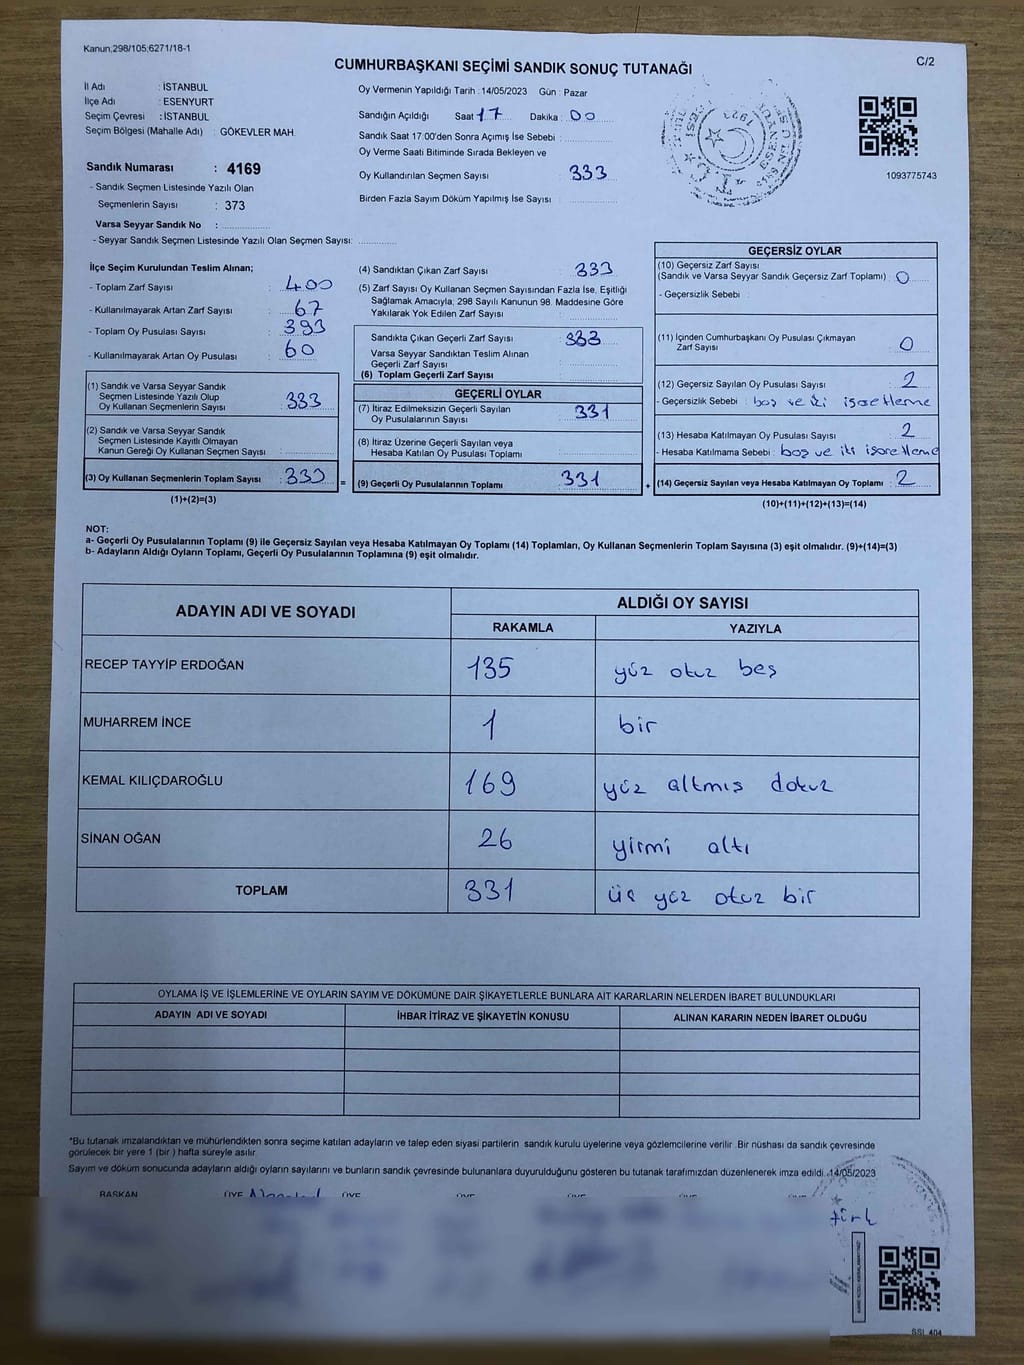 Kanun;298/105;6271/18-1
CUMHURBAŞKANI SEÇİMİ SANDIK SONUÇ TUTANAĞI
C/2
İl Adı : İSTANBUL
İlçe Adı : ESENYURT
Seçim Çevresi : İSTANBUL
Seçim Bölgesi (Mahalle Adı) : GÖKEVLER MAH.
Sandık Numarası : 4169
- Sandık Seçmen Listesinde Yazılı Olan
Seçmenlerin Sayısı : 373
Varsa Seyyar Sandık No :
- Seyyar Sandık Seçmen Listesinde Yazılı Olan Seçmen Sayısı:
Oy Vermenin Yapıldığı Tarih : 14/05/2023 Gün : Pazar
Sandığın Açıldığı Saat 17 Dakika : 00
Sandık Saat 17:00'den Sonra Açılmış İse Sebebi :
Oy Verme Saati Bitiminde Sırada Bekleyen ve
Oy Kullandırılan Seçmen Sayısı 333
Birden Fazla Sayım Döküm Yapılmış İse Sayısı :
1093775743
İlçe Seçim Kurulundan Teslim Alınan;
- Toplam Zarf Sayısı : 400
- Kullanılmayarak Artan Zarf Sayısı : 67
- Toplam Oy Pusulası Sayısı : 393
- Kullanılmayarak Artan Oy Pusulası : 60
(1) Sandık ve Varsa Seyyar Sandık
Seçmen Listesinde Yazılı Olup
Oy Kullanan Seçmenlerin Sayısı : 333
(2) Sandık ve Varsa Seyyar Sandık
Seçmen Listesinde Kayıtlı Olmayan
Kanun Gereği Oy Kullanan Seçmen Sayısı :
(3) Oy Kullanan Seçmenlerin Toplam Sayısı : 333 =
(1)+(2)=(3)
(4) Sandıktan Çıkan Zarf Sayısı : 333
(5) Zarf Sayısı Oy Kullanan Seçmen Sayısından Fazla İse, Eşitliği
Sağlamak Amacıyla; 298 Sayılı Kanunun 98. Maddesine Göre
Yakılarak Yok Edilen Zarf Sayısı :
Sandıkta Çıkan Geçerli Zarf Sayısı : 333
Varsa Seyyar Sandıktan Teslim Alınan
Geçerli Zarf Sayısı :
(6) Toplam Geçerli Zarf Sayısı :
GEÇERLİ OYLAR
(7) İtiraz Edilmeksizin Geçerli Sayılan
Oy Pusulalarının Sayısı : 331
(8) İtiraz Üzerine Geçerli Sayılan veya
Hesaba Katılan Oy Pusulası Toplamı :
(9) Geçerli Oy Pusulalarının Toplamı : 331 +
GEÇERSİZ OYLAR
(10) Geçersiz Zarf Sayısı
(Sandık ve Varsa Seyyar Sandık Geçersiz Zarf Toplamı) : 0
- Geçersizlik Sebebi :
(11) İçinden Cumhurbaşkanı Oy Pusulası Çıkmayan
Zarf Sayısı : 0
(12) Geçersiz Sayılan Oy Pusulası Sayısı : 2
- Geçersizlik Sebebi : boş ve iki işaretleme
(13) Hesaba Katılmayan Oy Pusulası Sayısı : 2
- Hesaba Katılmama Sebebi : boş ve iki işaretleme
(14) Geçersiz Sayılan veya Hesaba Katılmayan Oy Toplamı : 2
(10)+(11)+(12)+(13)=(14)
NOT:
a- Geçerli Oy Pusulalarının Toplamı (9) ile Geçersiz Sayılan veya Hesaba Katılmayan Oy Toplamı (14) Toplamları, Oy Kullanan Seçmenlerin Toplam Sayısına (3) eşit olmalıdır. (9)+(14)=(3)
b- Adayların Aldığı Oyların Toplamı, Geçerli Oy Pusulalarının Toplamına (9) eşit olmalıdır.
ADAYIN ADI VE SOYADI ALDIĞI OY SAYISI
RAKAMLA YAZIYLA
RECEP TAYYİP ERDOĞAN 135 yüz otuz beş
MUHARREM İNCE 1 bir
KEMAL KILIÇDAROĞLU 169 yüz altmış dokuz
SİNAN OĞAN 26 yirmi altı
TOPLAM 331 üç yüz otuz bir
OYLAMA İŞ VE İŞLEMLERİNE VE OYLARIN SAYIM VE DÖKÜMÜNE DAİR ŞİKAYETLERLE BUNLARA AİT KARARLARIN NELERDEN İBARET BULUNDUKLARI
ADAYIN ADI VE SOYADI İHBAR İTİRAZ VE ŞİKAYETİN KONUSU ALINAN KARARIN NEDEN İBARET OLDUĞU
*Bu tutanak imzalandıktan ve mühürlendikten sonra seçime katılan adayların ve talep eden siyasi partilerin sandık kurulu üyelerine veya gözlemcilerine verilir. Bir nüshası da sandık çevresinde
görülecek bir yere 1 (bir ) hafta süreyle asılır.
Sayım ve döküm sonucunda adayların aldığı oyların sayılarını ve bunların sandık çevresinde bulunanlara duyurulduğunu gösteren bu tutanak tarafımızdan düzenlenerek imza edildi. 14/05/2023
BAŞKAN ÜYE ÜYE ÜYE ÜYE ÜYE ÜYE
SSI_404